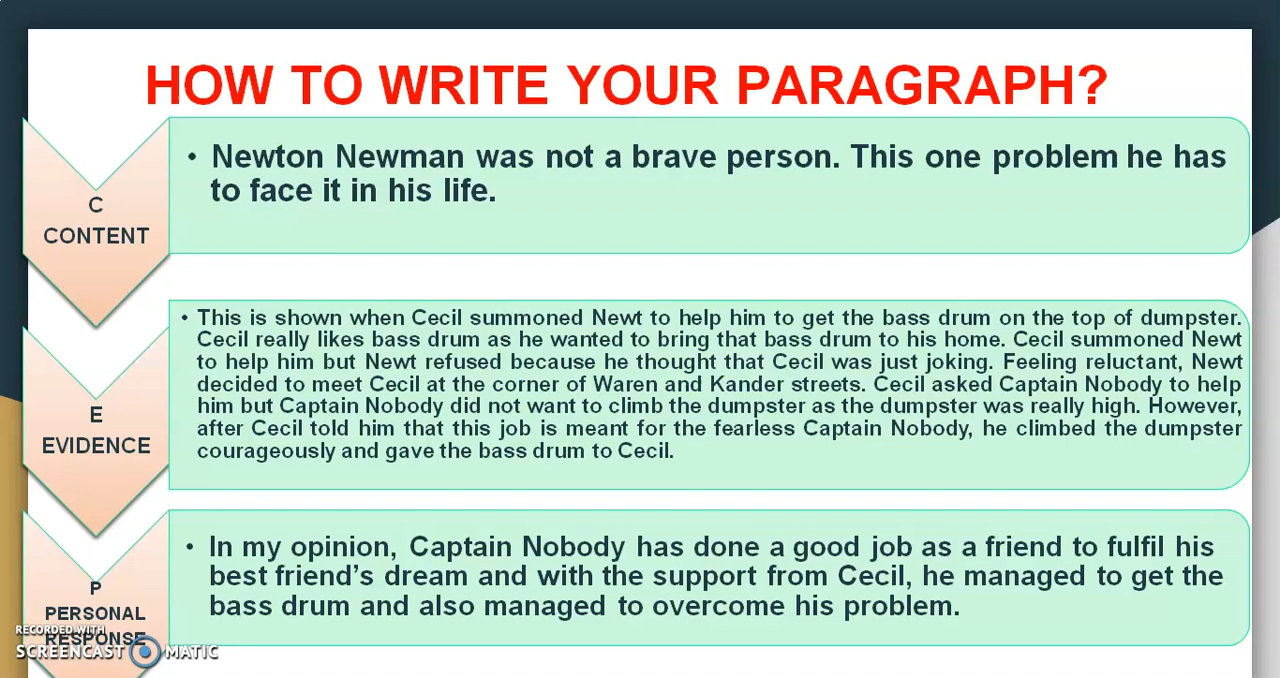 HOW TO WRITE YOUR PARAGRAPH?
C
CONTENT
• Newton Newman was not a brave person. This one problem he has
to face it in his life.
E
EVIDENCE
• This is shown when Cecil summoned Newt to help him to get the bass drum on the top of dumpster.
Cecil really likes bass drum as he wanted to bring that bass drum to his home. Cecil summoned Newt
to help him but Newt refused because he thought that Cecil was just joking. Feeling reluctant, Newt
decided to meet Cecil at the corner of Waren and Kander streets. Cecil asked Captain Nobody to help
him but Captain Nobody did not want to climb the dumpster as the dumpster was really high. However,
after Cecil told him that this job is meant for the fearless Captain Nobody, he climbed the dumpster
courageously and gave the bass drum to Cecil.
P
PERSONAL
RESPONSE
• In my opinion, Captain Nobody has done a good job as a friend to fulfil his
best friend’s dream and with the support from Cecil, he managed to get the
bass drum and also managed to overcome his problem.
RECORDED WITH
SCREENCAST MATIC